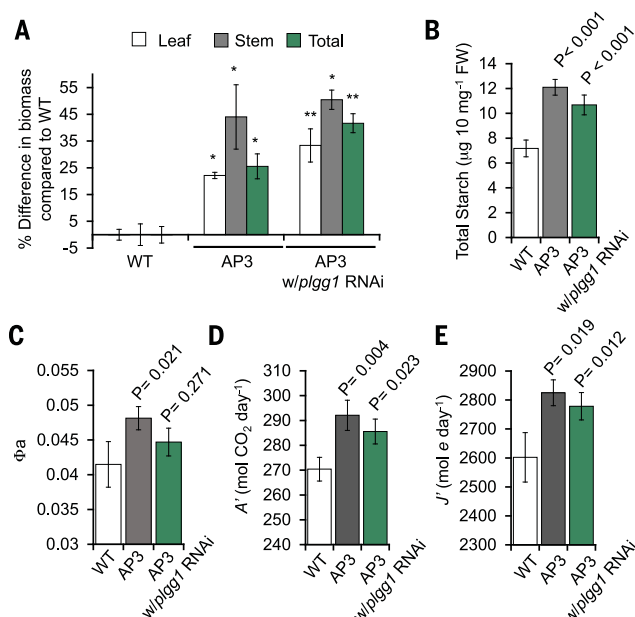 A
Leaf Stem Total
% Difference in biomass
compared to WT
55
45
35
25
15
5
-5
* * *
** * **
WT AP3 AP3
w/plgg1 RNAi
B
Total Starch (µg 10 mg-1 FW)
14
12
10
8
6
4
2
0
P< 0.001
P< 0.001
WT
AP3
AP3
w/plgg1 RNAi
C
Φa
0.055
0.05
0.045
0.04
0.035
0.03
P= 0.021
P= 0.271
WT
AP3
AP3
w/plgg1 RNAi
D
A' (mol CO2 day-1)
310
300
290
280
270
260
250
240
P= 0.004
P= 0.023
WT
AP3
AP3
w/plgg1 RNAi
E
J' (mol e day-1)
2900
2800
2700
2600
2500
2400
2300
P= 0.019
P= 0.012
WT
AP3
AP3
w/plgg1 RNAi